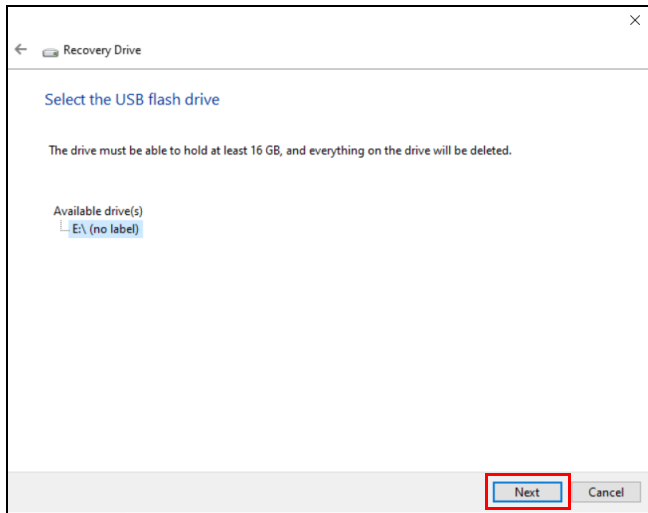 Recovery Drive
Select the USB flash drive
The drive must be able to hold at least 16 GB, and everything on the drive will be deleted.
Available drive(s)
E:\ (no label)
Next Cancel